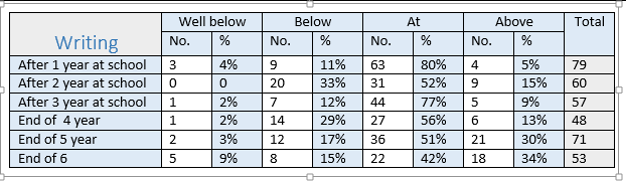 Writing Well below Below At Above Total
No. % No. % No. % No. %
After 1 year at school 3 4% 9 11% 63 80% 4 5% 79
After 2 year at school 0 0 20 33% 31 52% 9 15% 60
After 3 year at school 1 2% 7 12% 44 77% 5 9% 57
End of 4 year 1 2% 14 29% 27 56% 6 13% 48
End of 5 year 2 3% 12 17% 36 51% 21 30% 71
End of 6 5 9% 8 15% 22 42% 18 34% 53